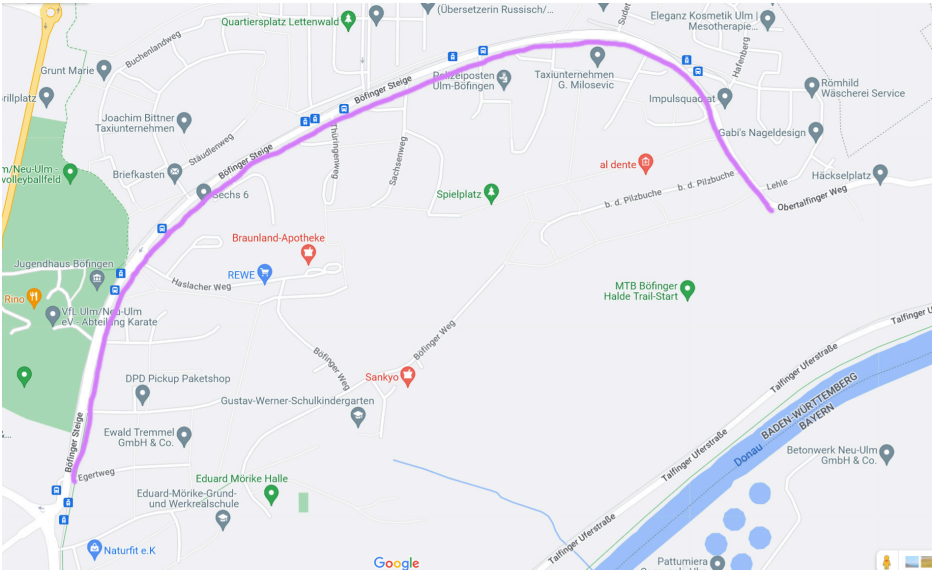 (Übersetzerin Russisch/...
Quartiersplatz Lettenwald
Eleganz Kosmetik Ulm |
Mesotherapie...
Buchenlandweg
Grunt Marie
Polizeiposten
Ulm-Böfingen
Taxiunternehmen
G. Milosevic
Hafenberg
Impulsquadrat
Römhild
Wäscherei Service
Böfinger Steige
Joachim Bittner
Taxiunternehmen
Stäudlenweg
Thüringenweg
Sachsenweg
Gabi's Nageldesign
al dente
Böfinger Steige
Briefkasten
m/Neu-Ulm -
volleyballfeld
Sechs 6
Spielplatz
b. d. Pilzbuche
b. d. Pilzbuche
Lehle
Häckselplatz
Obertalfinger Weg
Braunland-Apotheke
REWE
Haslacher Weg
Jugendhaus Böfingen
Rino
VfL Ulm/Neu-Ulm
eV - Abteilung Karate
MTB Böfinger
Halde Trail-Start
Böfinger Weg
Böfinger Weg
Sankyo
Talfinger U
Talfinger Uferstraße
DPD Pickup Paketshop
Gustav-Werner-Schulkindergarten
BADEN-WÜRTTEMBERG
BAYERN
Donau
Böfinger Steige
Ewald Tremmel
GmbH & Co.
Egertweg
Talfinger Uferstraße
Betonwerk Neu-Ulm
GmbH & Co.
Eduard Mörike Halle
Eduard-Mörike-Grund-
und Werkrealschule
Talfinger Uferstraße
Naturfit e.K
Google
Pattumiera